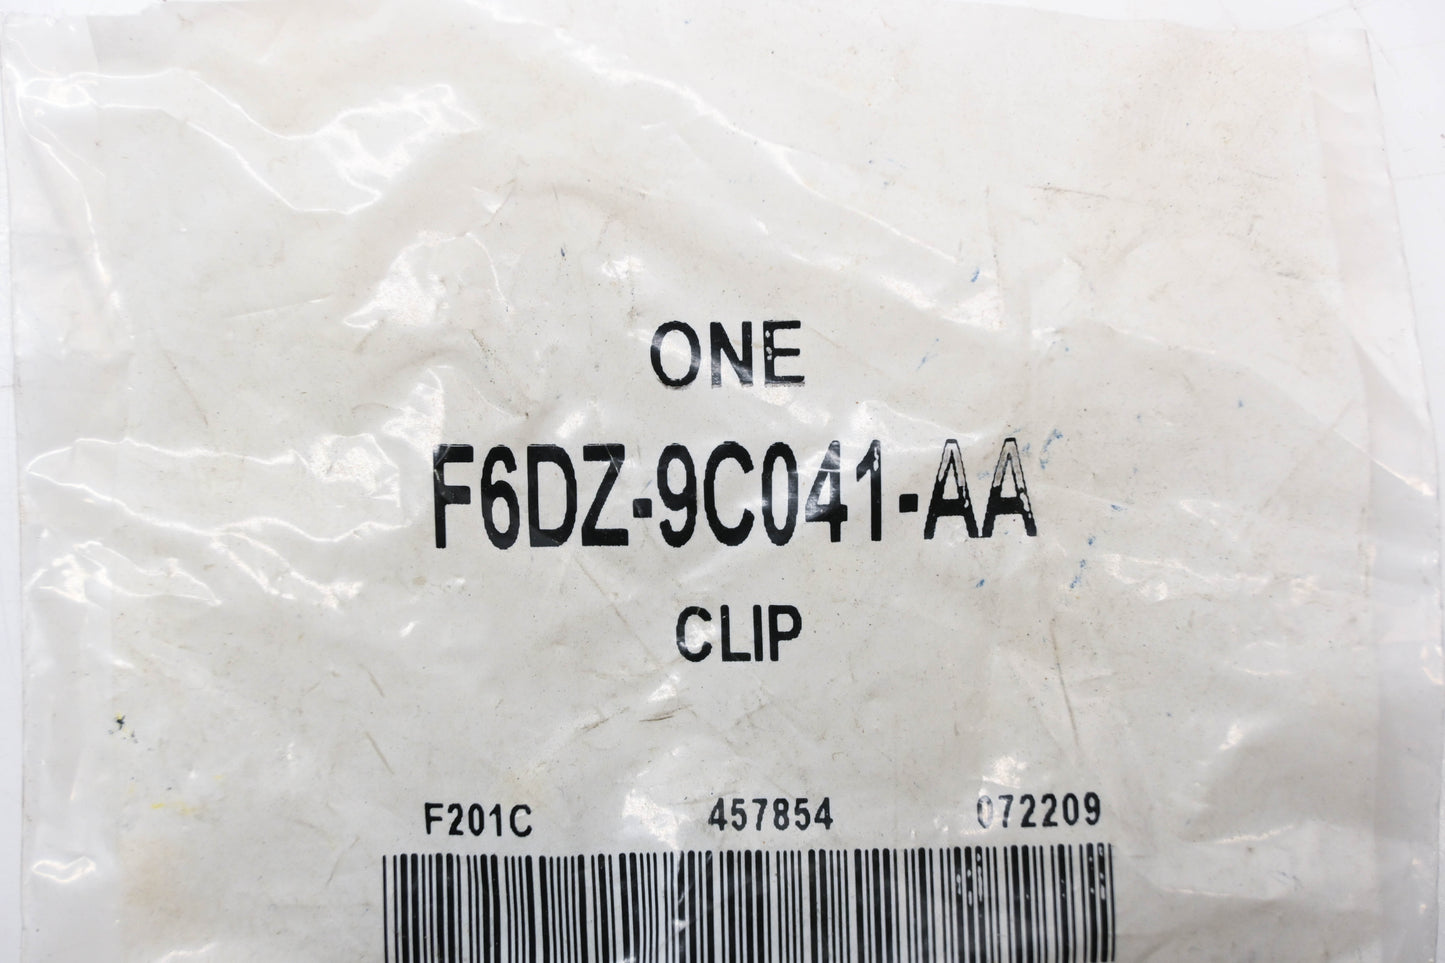 ONE
F6DZ-9C041-AA
CLIP
F201C 457854 072209